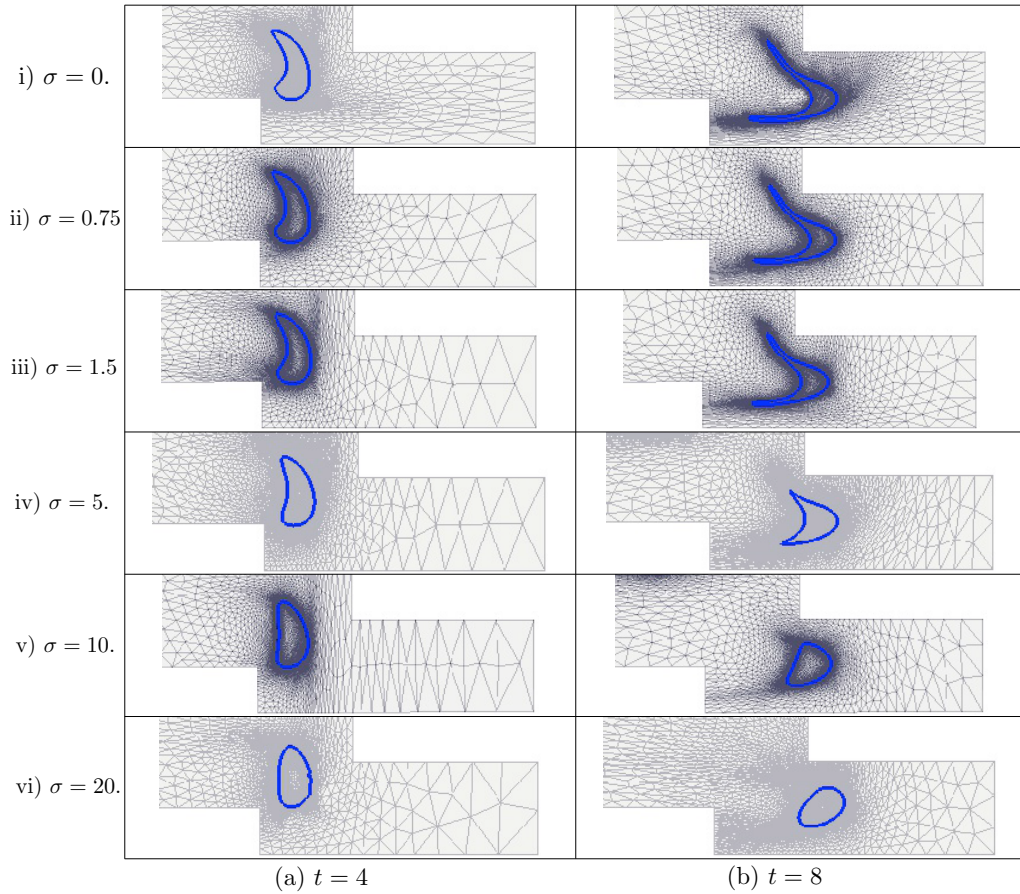 i) σ = 0.
ii) σ = 0.75
iii) σ = 1.5
iv) σ = 5.
v) σ = 10.
vi) σ = 20.
(a) t = 4
(b) t = 8